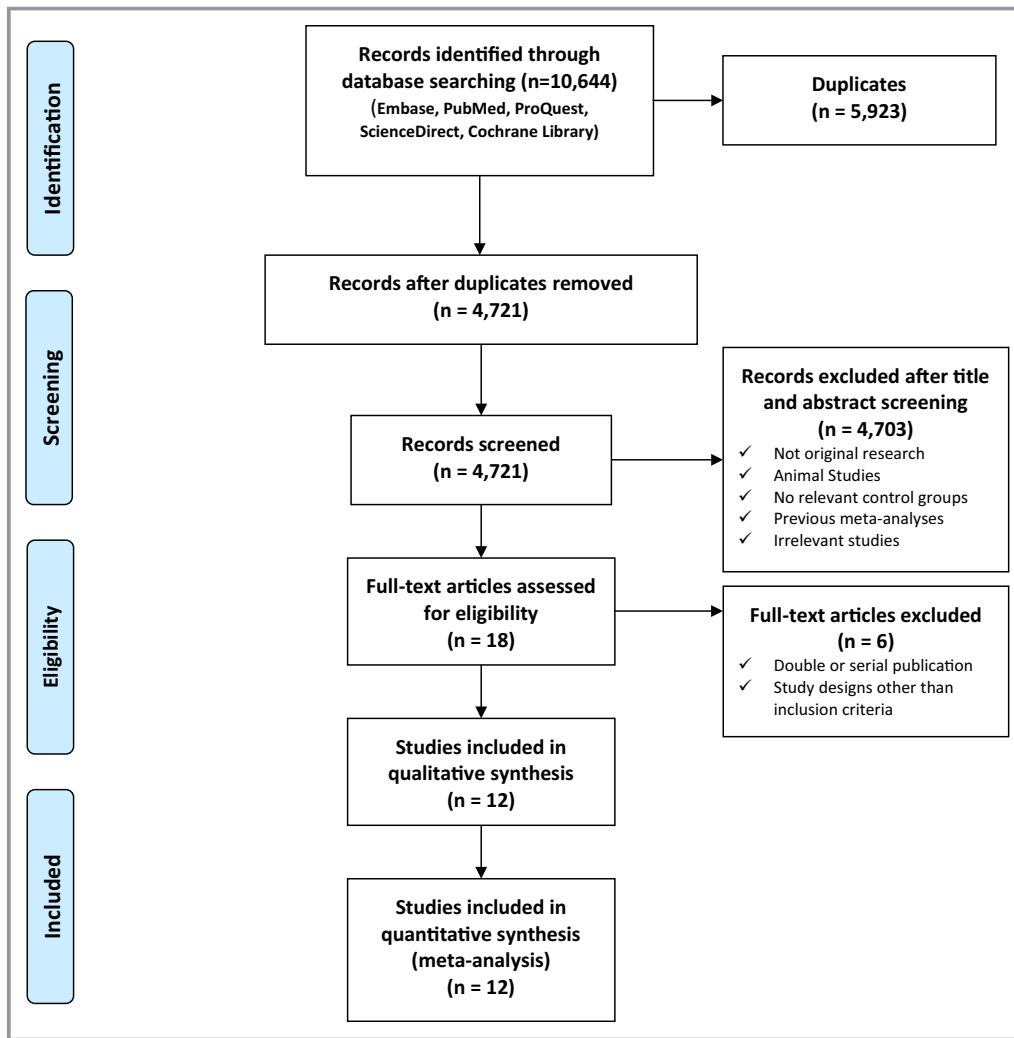 Identification
Records identified through
database searching (n=10,644)
(Embase, PubMed, ProQuest,
ScienceDirect, Cochrane Library)
Duplicates
(n = 5,923)
Records after duplicates removed
(n = 4,721)
Screening
Records screened
(n = 4,721)
Records excluded after title
and abstract screening
(n = 4,703)
✓ Not original research
✓ Animal Studies
✓ No relevant control groups
✓ Previous meta-analyses
✓ Irrelevant studies
Eligibility
Full-text articles assessed
for eligibility
(n = 18)
Full-text articles excluded
(n = 6)
✓ Double or serial publication
✓ Study designs other than
inclusion criteria
Studies included in
qualitative synthesis
(n = 12)
Included
Studies included in
quantitative synthesis
(meta-analysis)
(n = 12)